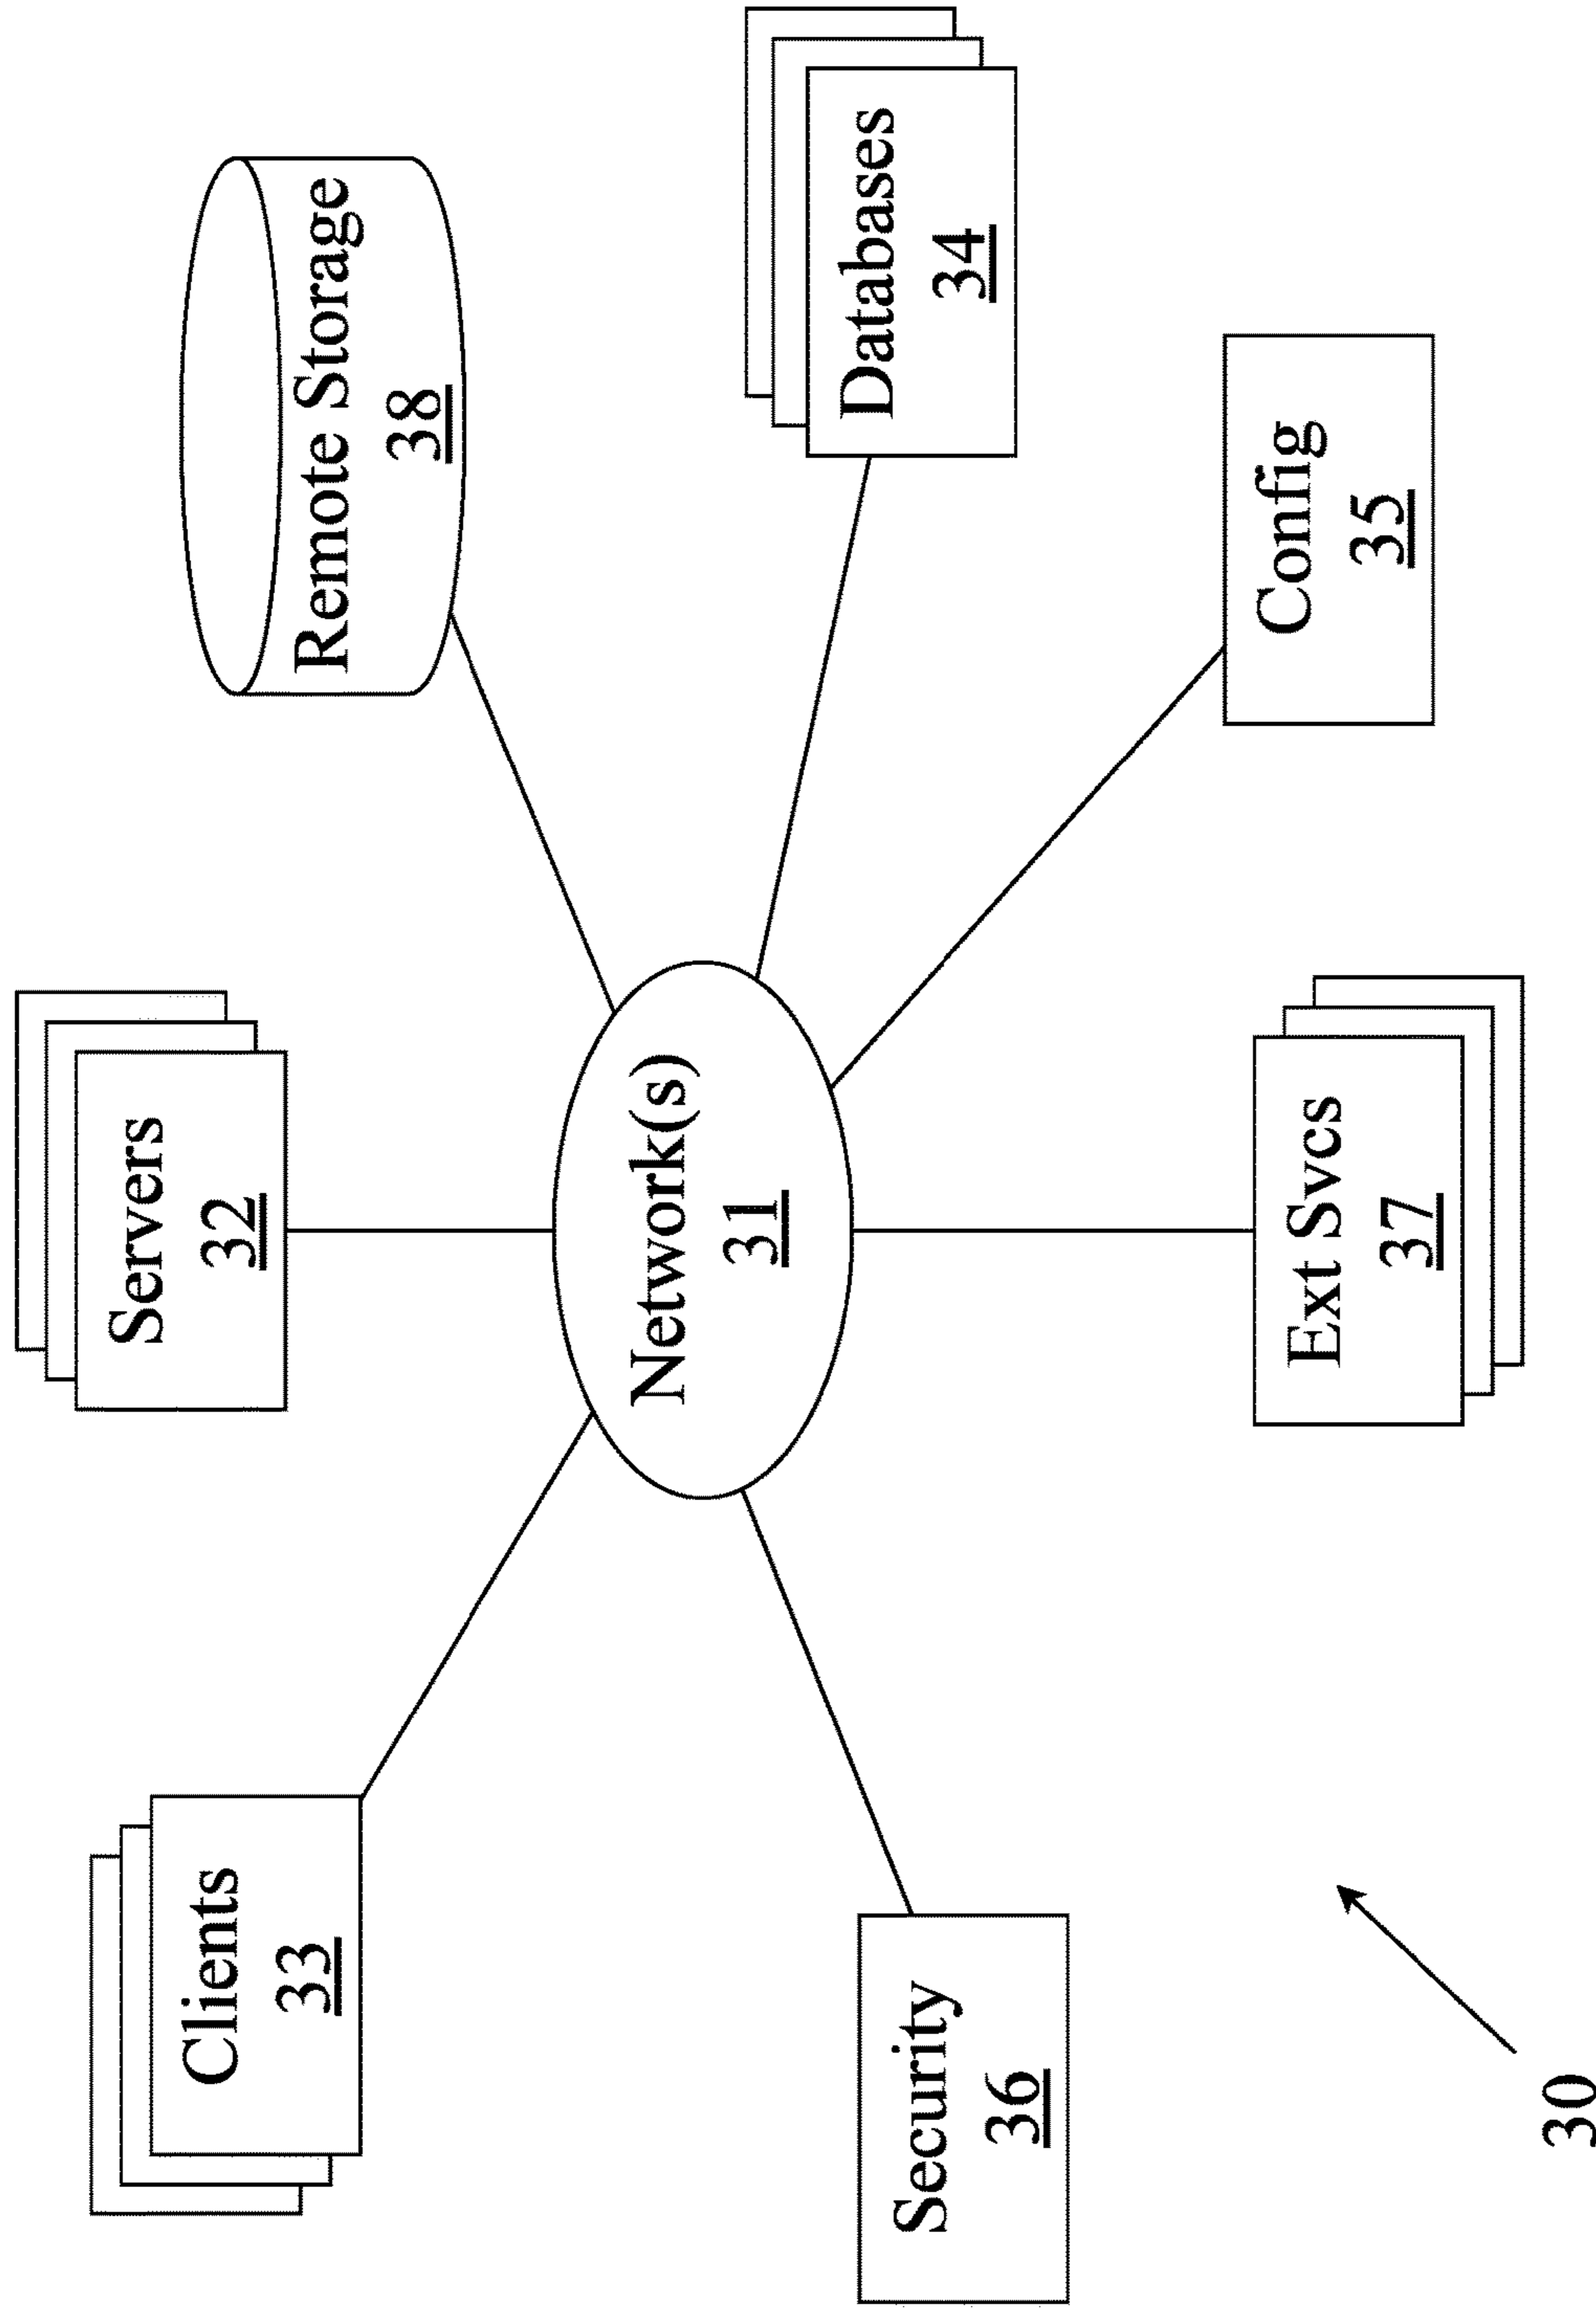 Servers
32
Clients
33
Remote Storage
38
Network(s)
31
Databases
34
Security
36
Ext Svcs
37
Config
35
30